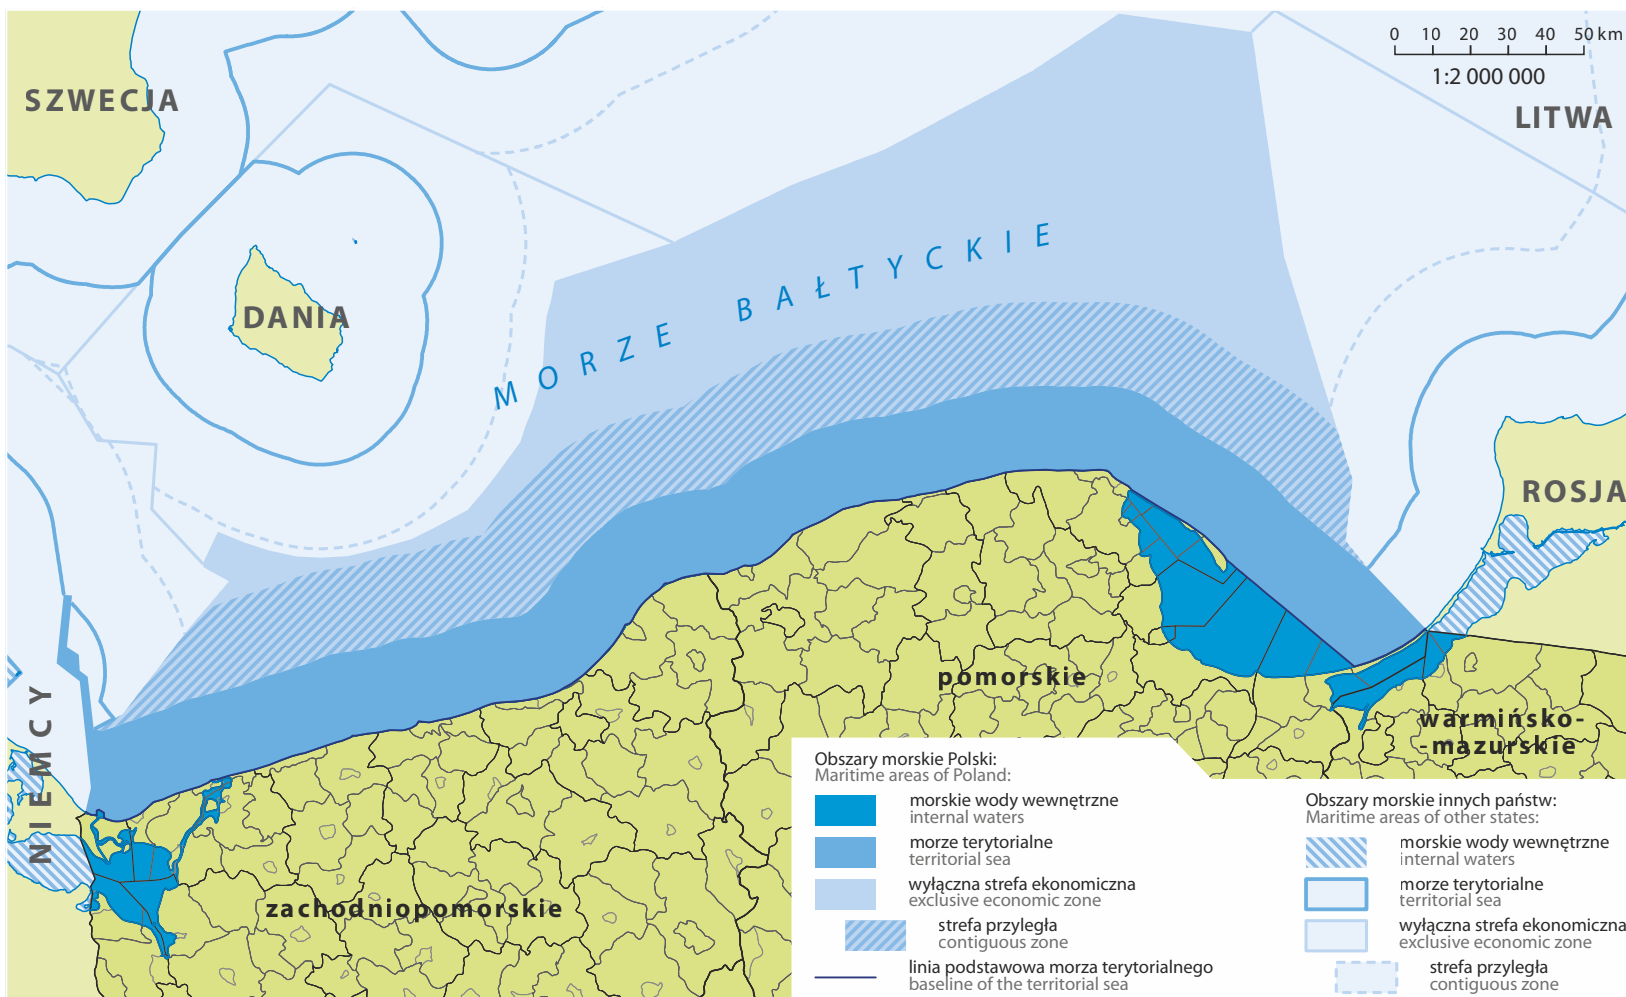 0 10 20 30 40 50 km
1:2 000 000
SZWECJA
LITWA
DANIA
MORZE BAŁTYCKIE
ROSJA
NIEMCY
pomorskie
warmińsko-
-mazurskie
zachodniopomorskie
Obszary morskie Polski:
Maritime areas of Poland:
morskie wody wewnętrzne
internal waters
morze terytorialne
territorial sea
wyłączna strefa ekonomiczna
exclusive economic zone
strefa przyległa
contiguous zone
linia podstawowa morza terytorialnego
baseline of the territorial sea
Obszary morskie innych państw:
Maritime areas of other states:
morskie wody wewnętrzne
internal waters
morze terytorialne
territorial sea
wyłączna strefa ekonomiczna
exclusive economic zone
strefa przyległa
contiguous zone